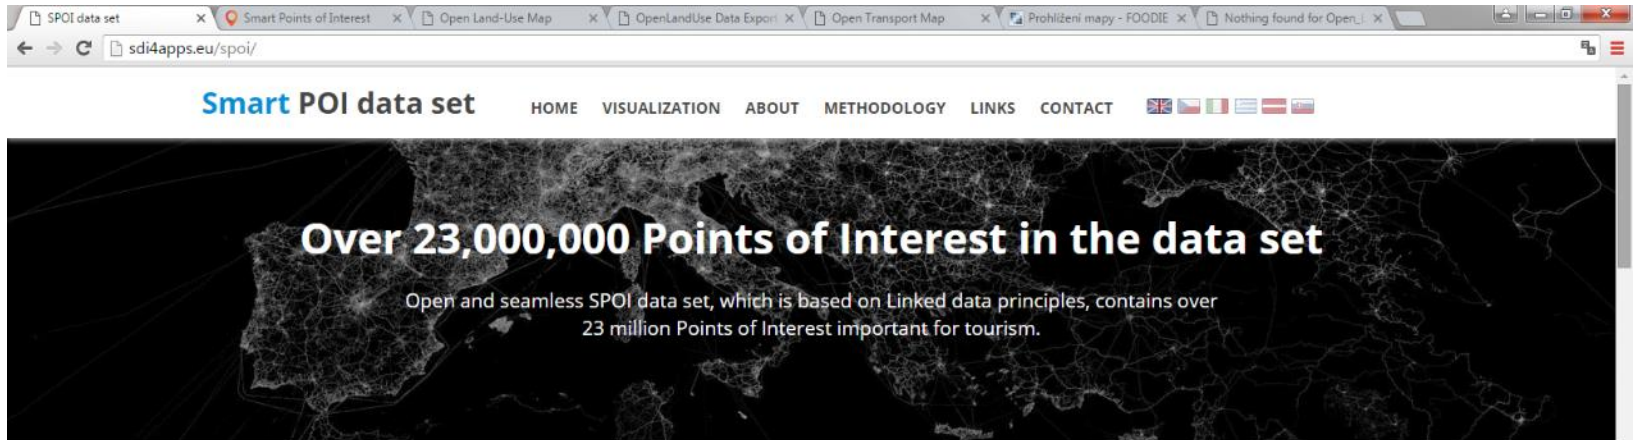 SPOI data set
Smart Points of Interest
Open Land-Use Map
OpenLandUse Data Export
Open Transport Map
Prohlížení mapy - FOODIE
Nothing found for Open_
sdi4apps.eu/spoi/
Smart POI data set
HOME VISUALIZATION ABOUT METHODOLOGY LINKS CONTACT
Over 23,000,000 Points of Interest in the data set
Open and seamless SPOI data set, which is based on Linked data principles, contains over
23 million Points of Interest important for tourism.